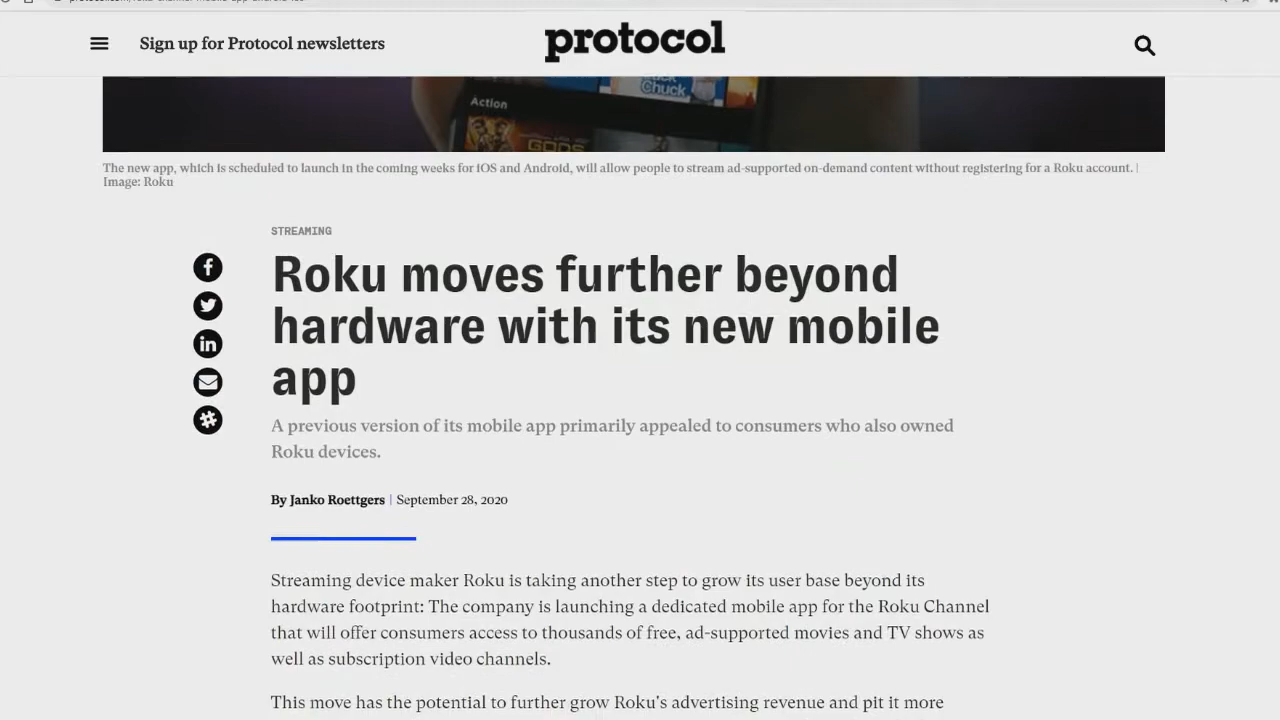 Sign up for Protocol newsletters
protocol
Chuck
Action
GODS
The new app, which is scheduled to launch in the coming weeks for iOS and Android, will allow people to stream ad-supported on-demand content without registering for a Roku account. |
Image: Roku
STREAMING
Roku moves further beyond
hardware with its new mobile
app
A previous version of its mobile app primarily appealed to consumers who also owned
Roku devices.
By Janko Roettgers | September 28, 2020
Streaming device maker Roku is taking another step to grow its user base beyond its
hardware footprint: The company is launching a dedicated mobile app for the Roku Channel
that will offer consumers access to thousands of free, ad-supported movies and TV shows as
well as subscription video channels.
This move has the potential to further grow Roku's advertising revenue and pit it more